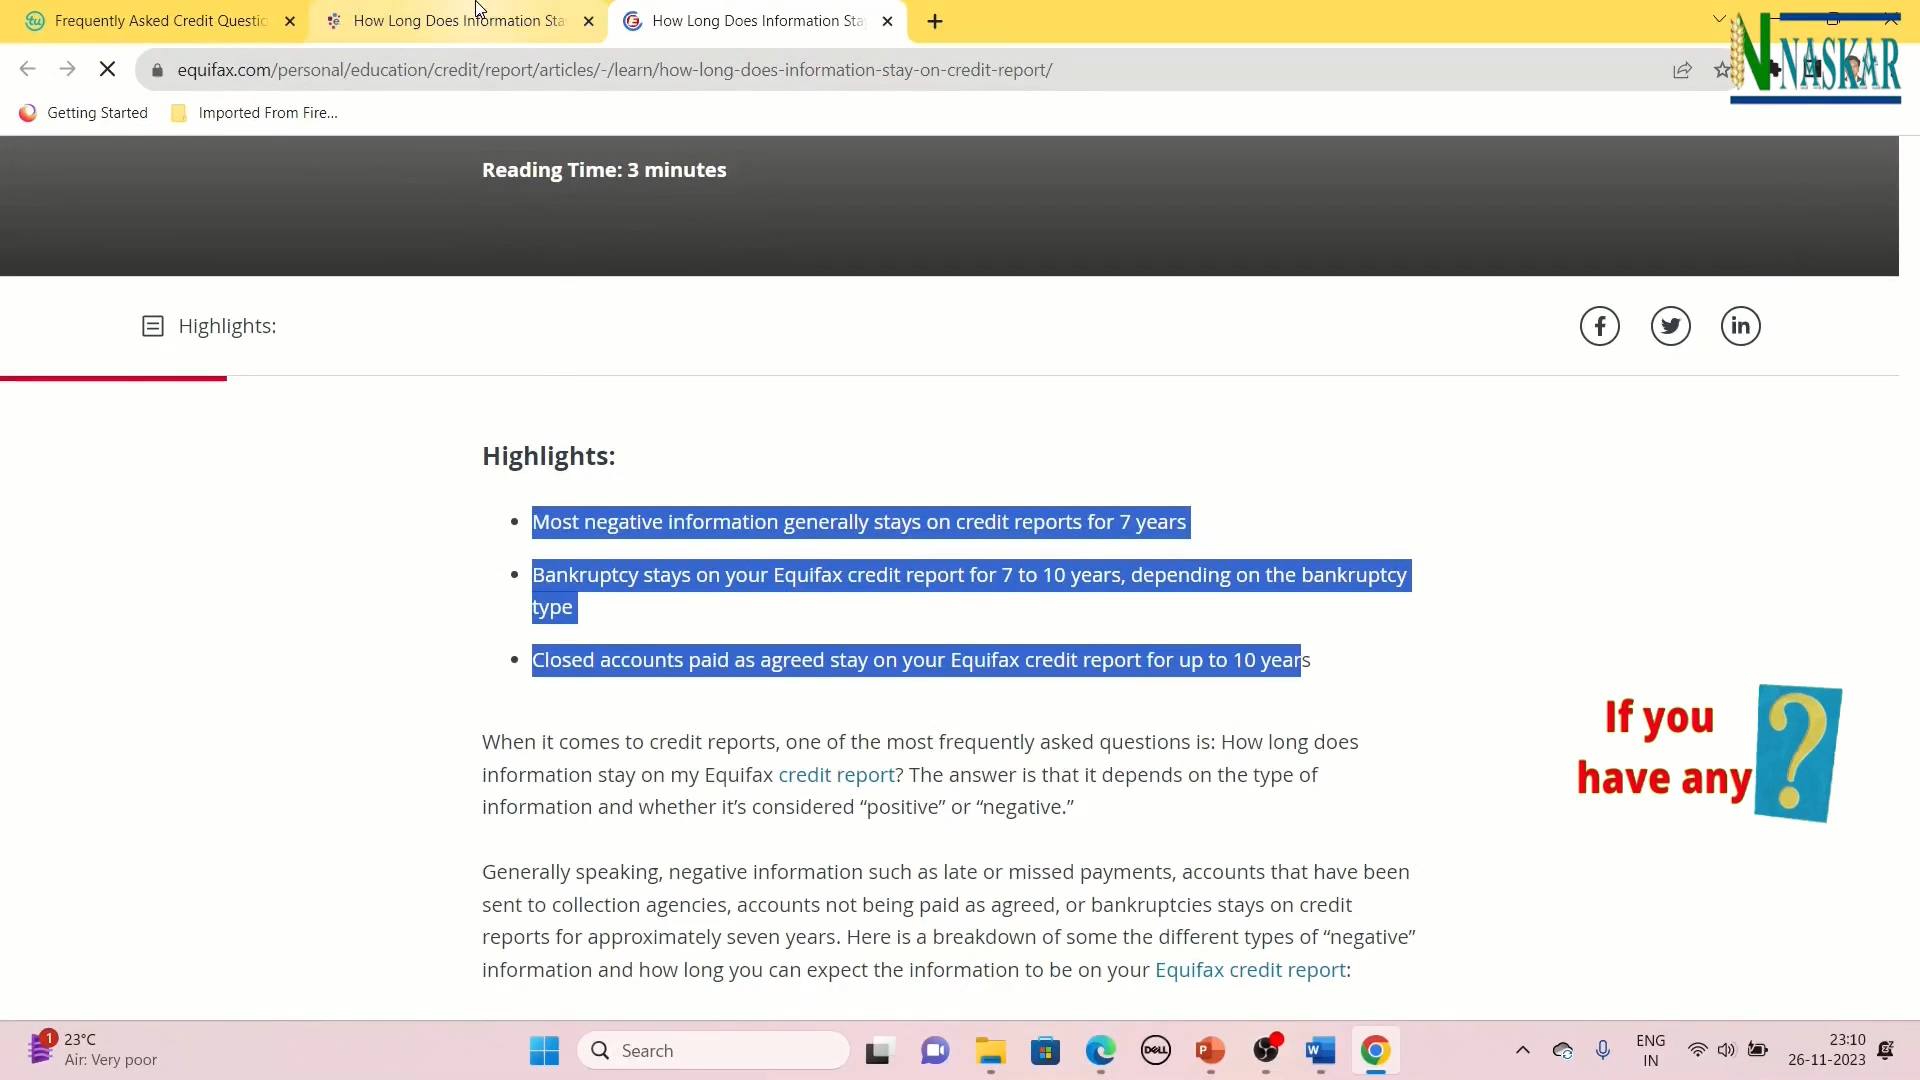 Frequently Asked Credit Questio
How Long Does Information Sta
How Long Does Information Sta
equifax.com/personal/education/credit/report/articles/-/learn/how-long-does-information-stay-on-credit-report/
NASKAR
Getting Started
Imported From Fire...
Reading Time: 3 minutes
Highlights:
Highlights:
• Most negative information generally stays on credit reports for 7 years
• Bankruptcy stays on your Equifax credit report for 7 to 10 years, depending on the bankruptcy
type
• Closed accounts paid as agreed stay on your Equifax credit report for up to 10 years
When it comes to credit reports, one of the most frequently asked questions is: How long does
information stay on my Equifax credit report? The answer is that it depends on the type of
information and whether it’s considered “positive” or “negative.”
If you
have any ?
Generally speaking, negative information such as late or missed payments, accounts that have been
sent to collection agencies, accounts not being paid as agreed, or bankruptcies stays on credit
reports for approximately seven years. Here is a breakdown of some the different types of “negative”
information and how long you can expect the information to be on your Equifax credit report:
1
23°C
Air: Very poor
Search
DELL
ENG
IN
23:10
26-11-2023